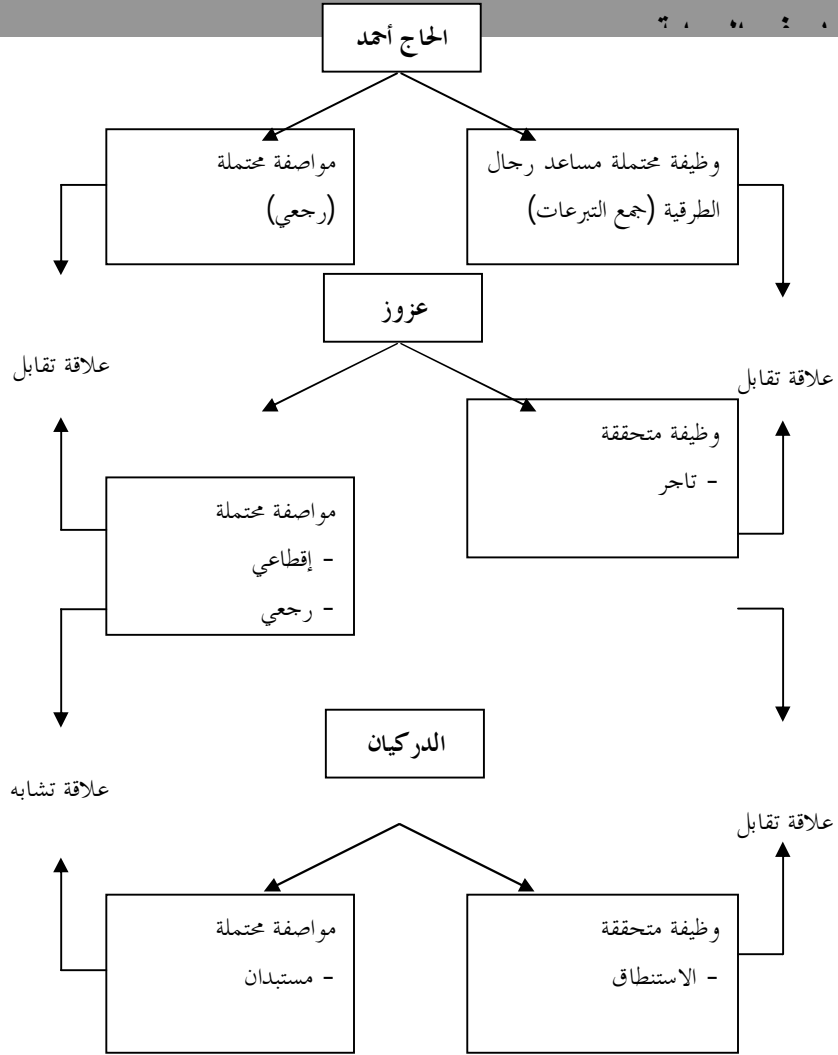 الحاج أحمد
وظيفة محتملة مساعد رجال
الطرقية (جمع التبرعات)
مواصفة محتملة
(رجعي)
عزوز
علاقة تقابل
علاقة تقابل
وظيفة متحققة
- تاجر
مواصفة محتملة
- إقطاعي
- رجعي
الدركيان
علاقة تقابل
علاقة تشابه
وظيفة متحققة
- الاستنطاق
مواصفة محتملة
- مستبدان